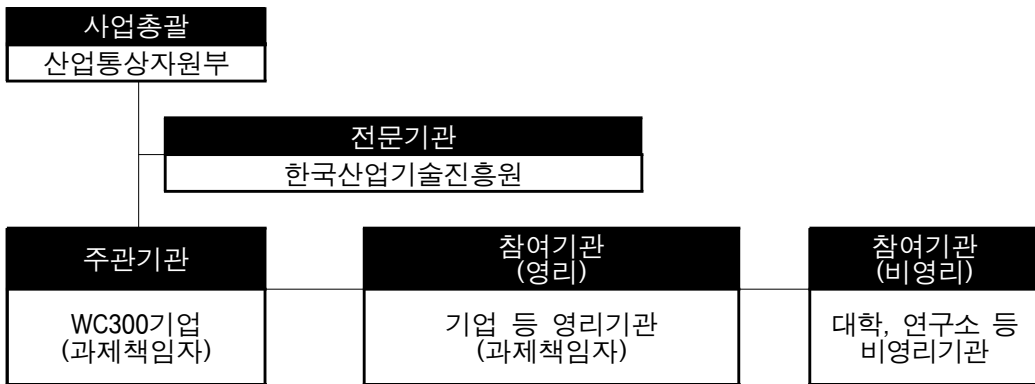 사업총괄
산업통상자원부
전문기관
한국산업기술진흥원
주관기관
WC300기업
(과제책임자)
참여기관
(영리)
기업 등 영리기관
(과제책임자)
참여기관
(비영리)
대학, 연구소 등
비영리기관